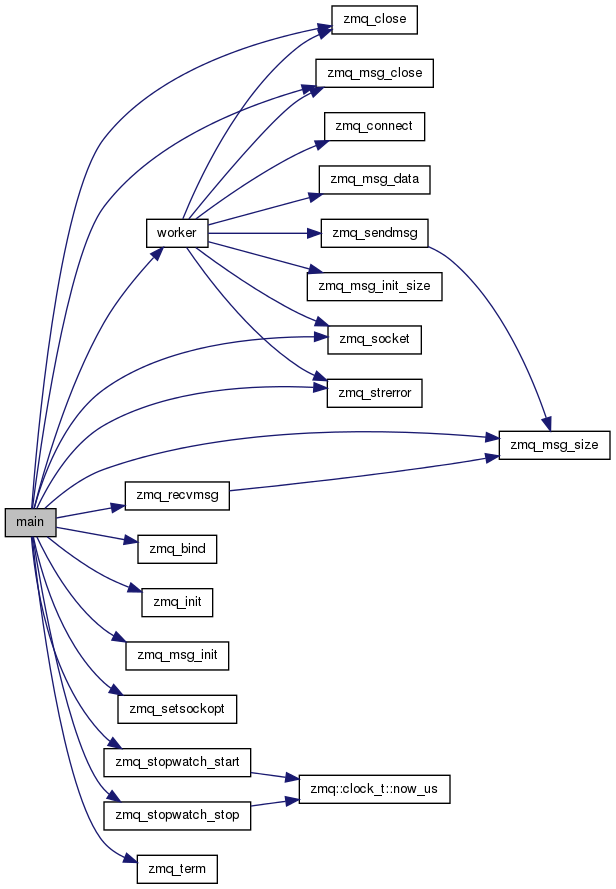 zmq_close
zmq_msg_close
zmq_connect
zmq_msg_data
worker
zmq_sendmsg
zmq_msg_init_size
zmq_socket
zmq_strerror
zmq_msg_size
zmq_recvmsg
main
zmq_bind
zmq_init
zmq_msg_init
zmq_setsockopt
zmq_stopwatch_start
zmq::clock_t::now_us
zmq_stopwatch_stop
zmq_term